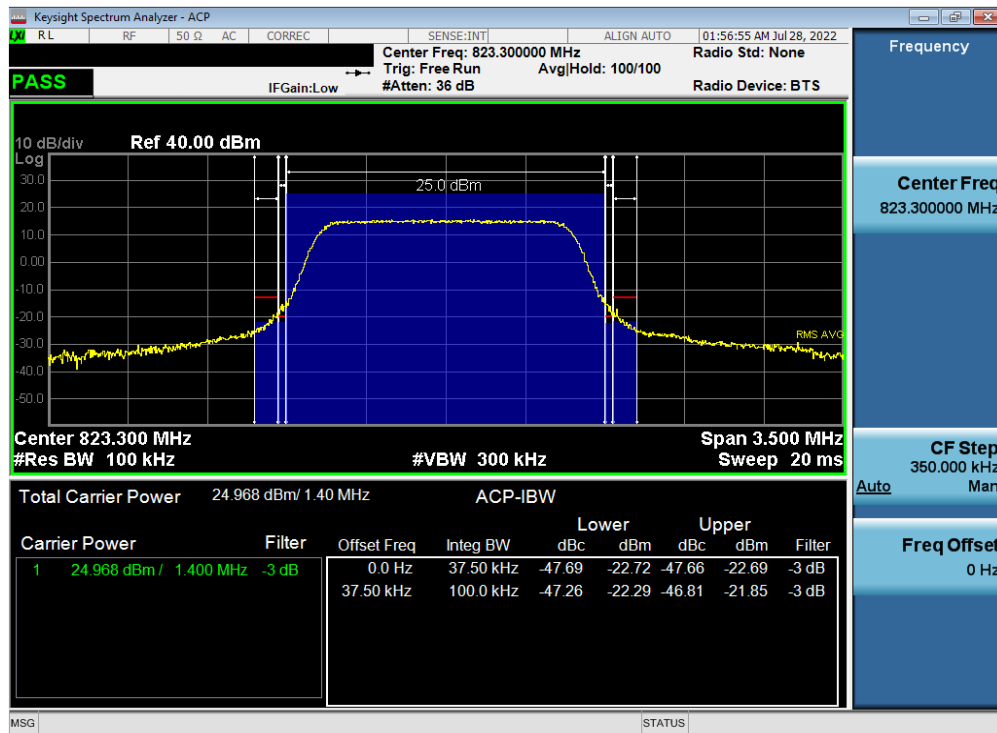 Keysight Spectrum Analyzer - ACP
LXI RL RF 50 Ω AC CORREC SENSE:INT ALIGN AUTO 01:56:55 AM Jul 28, 2022
Center Freq: 823.300000 MHz Radio Std: None
Trig: Free Run Avg|Hold: 100/100
PASS IFGain:Low #Atten: 36 dB Radio Device: BTS
Frequency
10 dB/div Ref 40.00 dBm
Log
30.0
25.0 dBm
20.0
10.0
0.00
-10.0
-20.0
-30.0
RMS AVG
-40.0
-50.0
Center 823.300 MHz Span 3.500 MHz
#Res BW 100 kHz #VBW 300 kHz Sweep 20 ms
Center Freq
823.300000 MHz
CF Step
350.000 kHz
Auto Man
Freq Offset
0 Hz
Total Carrier Power 24.968 dBm/ 1.40 MHz ACP-IBW
Lower Upper
Carrier Power Filter Offset Freq Integ BW dBc dBm dBc dBm Filter
1 24.968 dBm / 1.400 MHz -3 dB 0.0 Hz 37.50 kHz -47.69 -22.72 -47.66 -22.69 -3 dB
37.50 kHz 100.0 kHz -47.26 -22.29 -46.81 -21.85 -3 dB
MSG STATUS